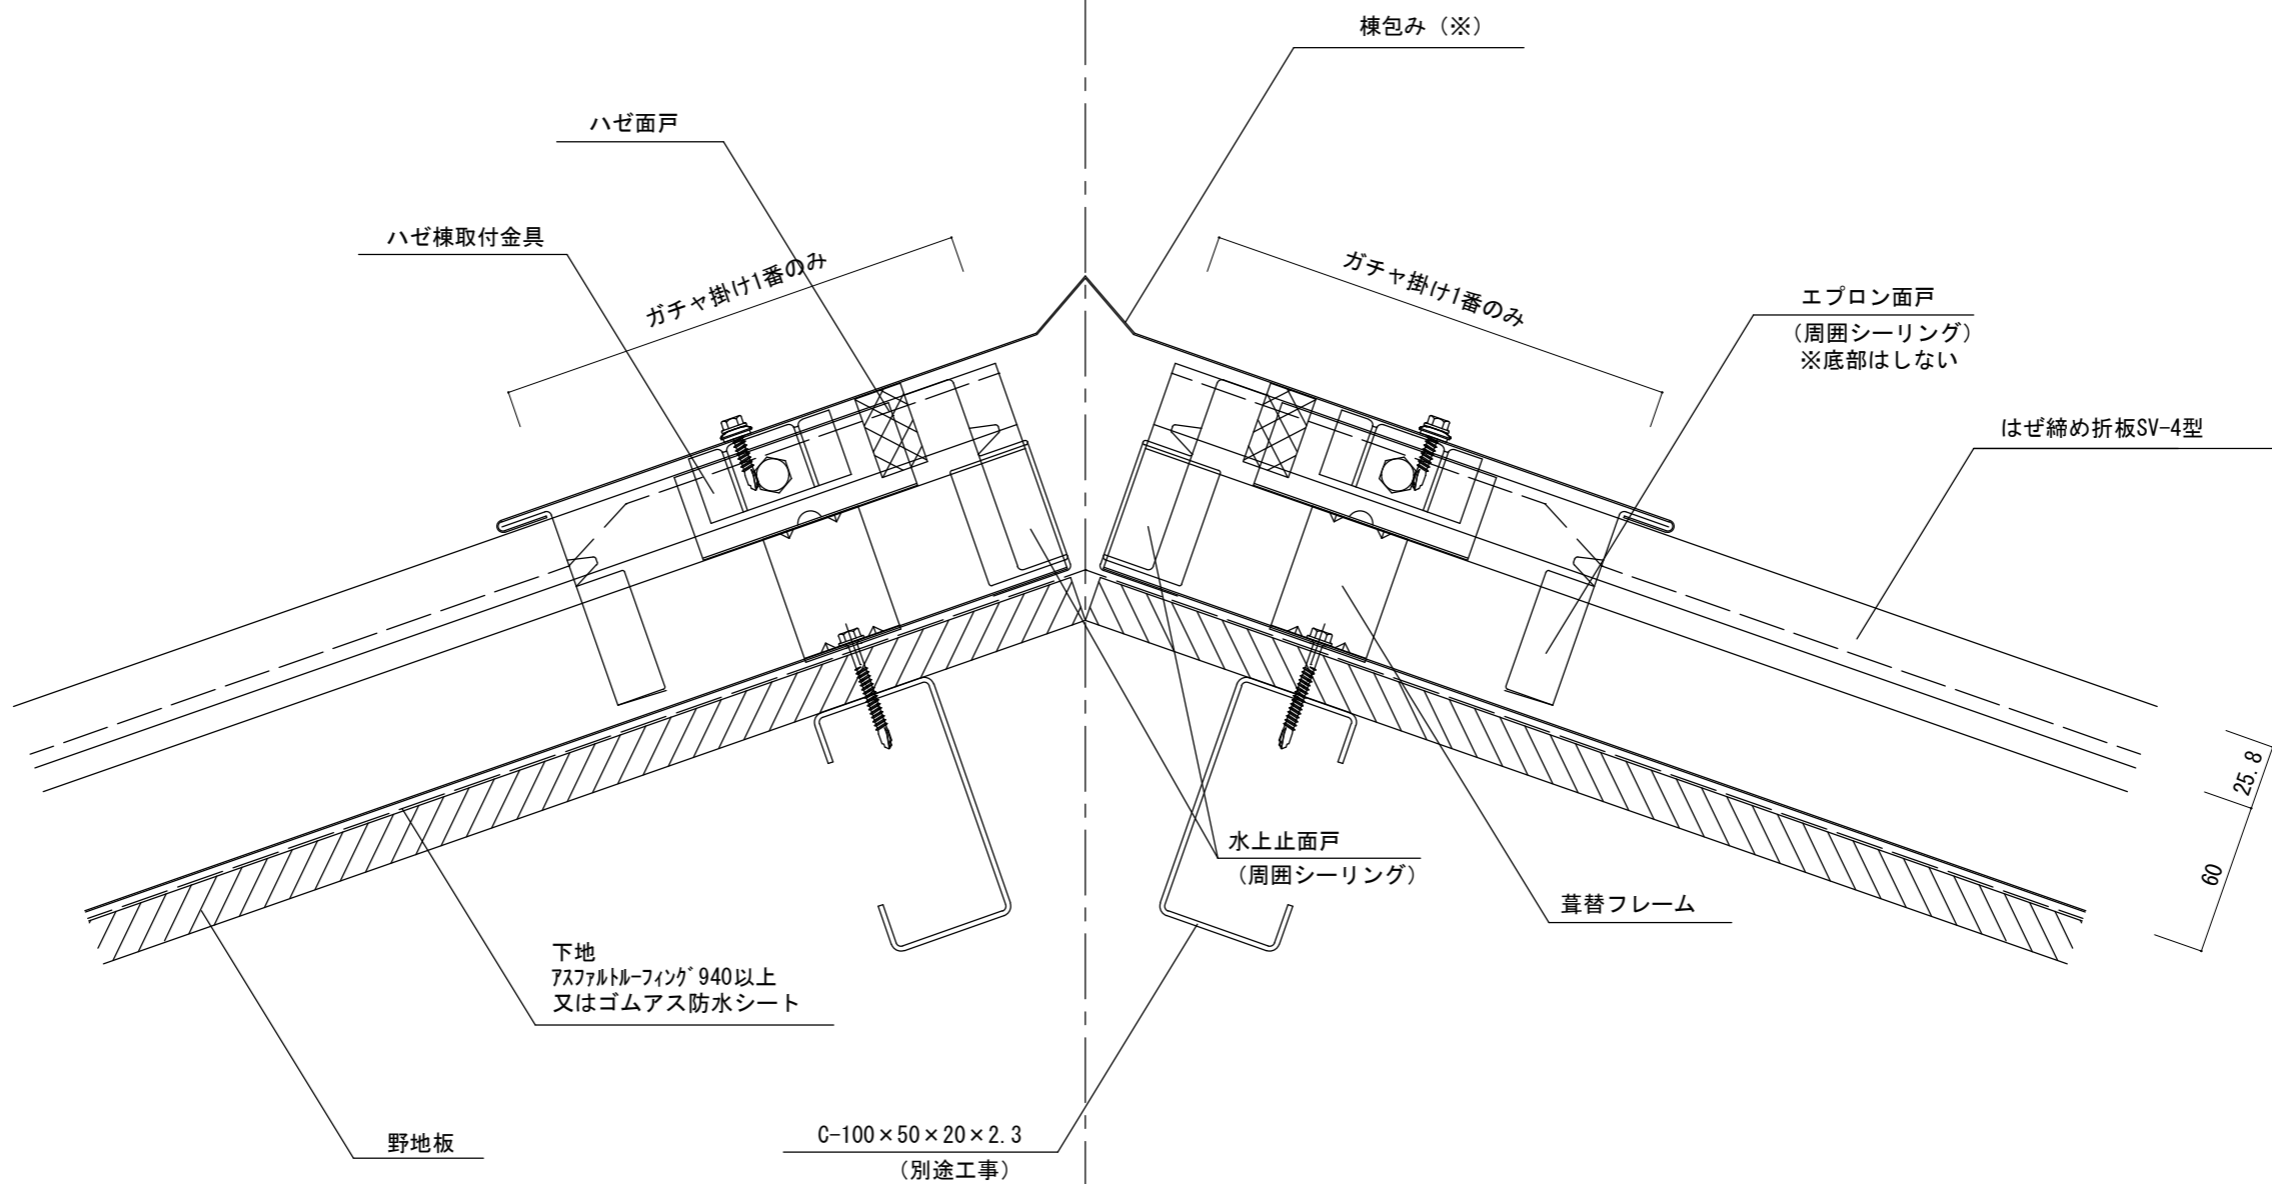 棟包み（※）
ハゼ面戸
ハゼ棟取付金具
ガチャ掛け1番のみ
ガチャ掛け1番のみ
エプロン面戸
（周囲シーリング）
※底部はしない
はぜ締め折板SV-4型
25.8
60
水上止面戸
（周囲シーリング）
葺替フレーム
下地
ｱｽﾌｧﾙﾄﾙｰﾌｨﾝｸﾞ940以上
又はゴムアス防水シート
野地板
C-100×50×20×2.3
（別途工事）